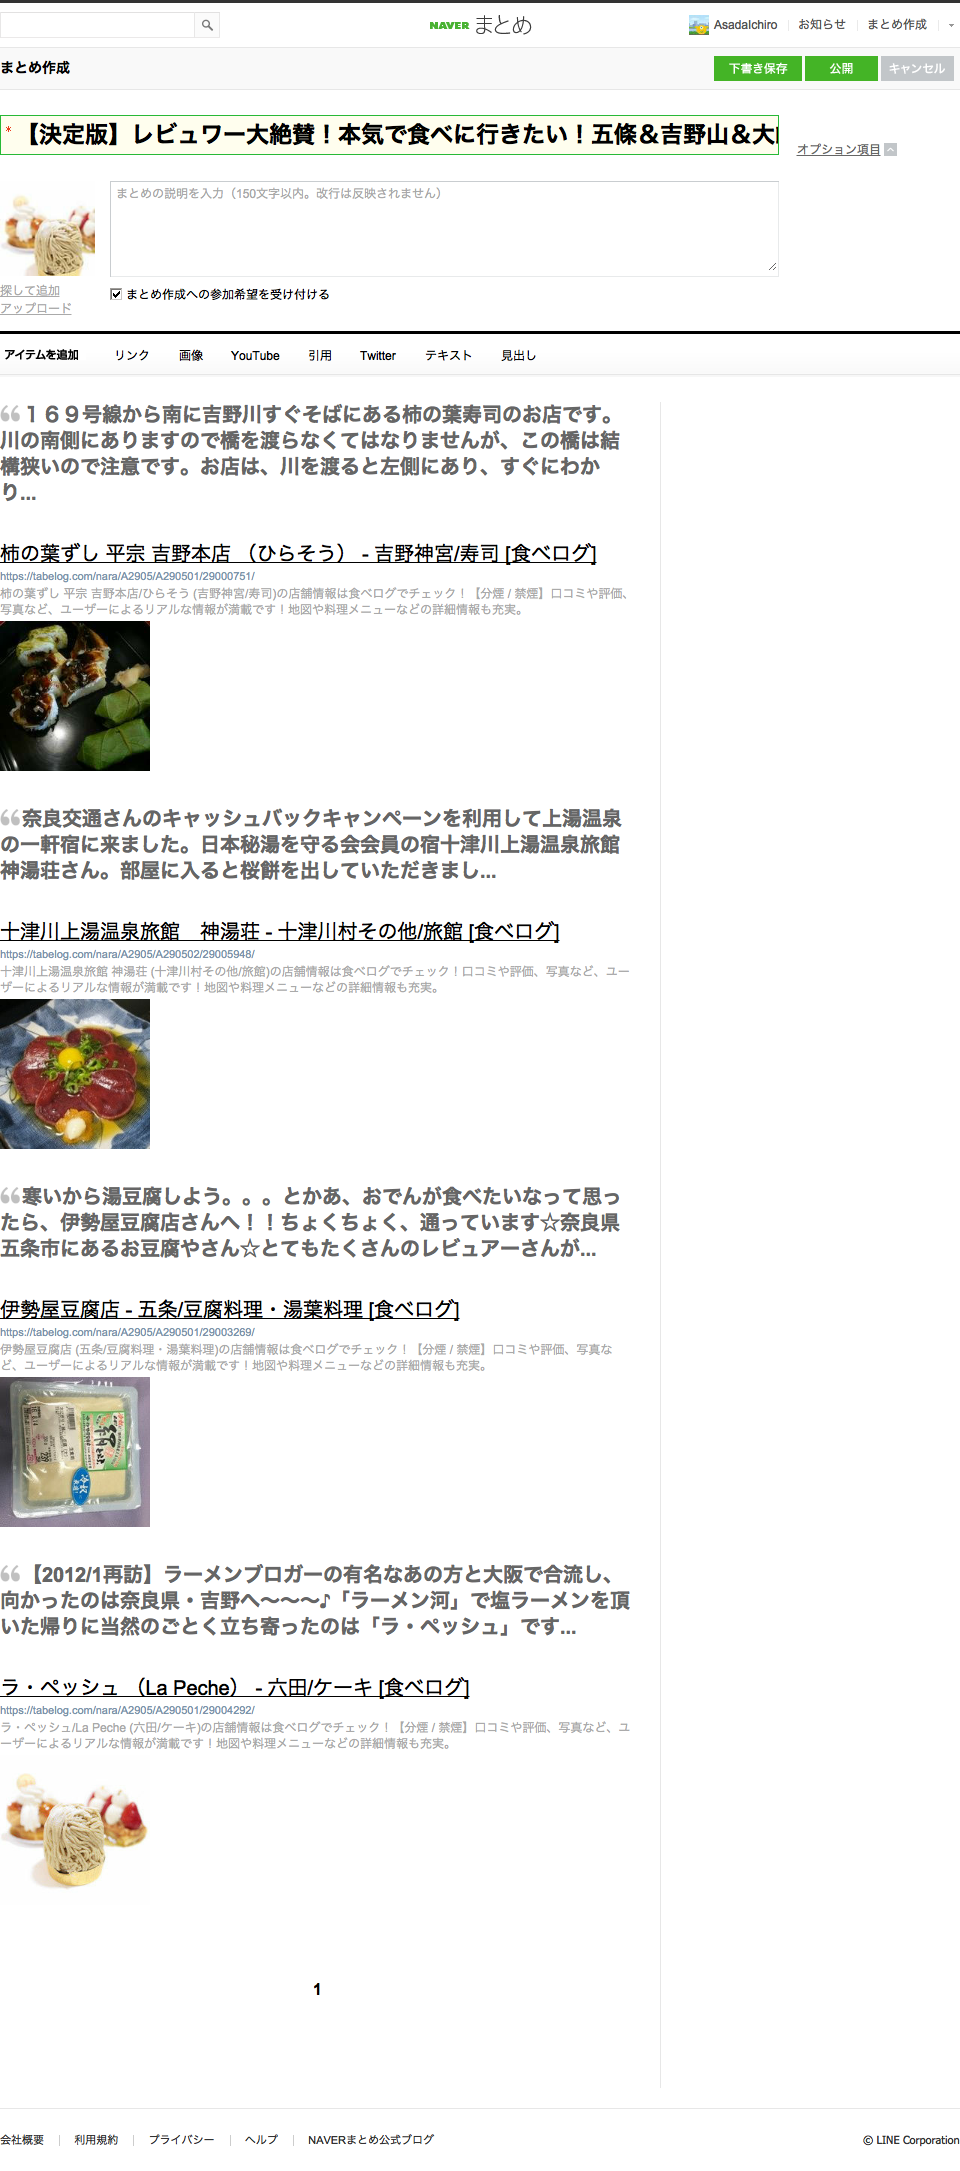 NAVER まとめ
AsadaIchiro
お知らせ
まとめ作成
まとめ作成
下書き保存
公開
キャンセル
* 【決定版】レビュワー大絶賛！本気で食べに行きたい！五條＆吉野山＆大
オプション項目
まとめの説明を入力（150文字以内。改行は反映されません）
探して追加
アップロード
まとめ作成への参加希望を受け付ける
アイテムを追加
リンク
画像
YouTube
引用
Twitter
テキスト
見出し
１６９号線から南に吉野川すぐそばにある柿の葉寿司のお店です。
川の南側にありますので橋を渡らなくてはなりませんが、この橋は結
構狭いので注意です。お店は、川を渡ると左側にあり、すぐにわか
り...
柿の葉ずし 平宗 吉野本店 （ひらそう） - 吉野神宮/寿司 [食べログ]
https://tabelog.com/nara/A2905/A290501/29000751/
柿の葉ずし 平宗 吉野本店/ひらそう (吉野神宮/寿司)の店舗情報は食べログでチェック！【分煙 / 禁煙】口コミや評価、
写真など、ユーザーによるリアルな情報が満載です！地図や料理メニューなどの詳細情報も充実。
奈良交通さんのキャッシュバックキャンペーンを利用して上湯温泉
の一軒宿に来ました。日本秘湯を守る会会員の宿十津川上湯温泉旅館
神湯荘さん。部屋に入ると桜餅を出していただきまし...
十津川上湯温泉旅館　神湯荘 - 十津川村その他/旅館 [食べログ]
https://tabelog.com/nara/A2905/A290502/29005948/
十津川上湯温泉旅館 神湯荘 (十津川村その他/旅館)の店舗情報は食べログでチェック！口コミや評価、写真など、ユー
ザーによるリアルな情報が満載です！地図や料理メニューなどの詳細情報も充実。
寒いから湯豆腐しよう。。。とかあ、おでんが食べたいなって思っ
たら、伊勢屋豆腐店さんへ！！ちょくちょく、通っています☆奈良県
五条市にあるお豆腐やさん☆とてもたくさんのレビュアーさんが...
伊勢屋豆腐店 - 五条/豆腐料理・湯葉料理 [食べログ]
https://tabelog.com/nara/A2905/A290501/29003269/
伊勢屋豆腐店 (五条/豆腐料理・湯葉料理)の店舗情報は食べログでチェック！【分煙 / 禁煙】口コミや評価、写真な
ど、ユーザーによるリアルな情報が満載です！地図や料理メニューなどの詳細情報も充実。
【2012/1再訪】ラーメンブロガーの有名なあの方と大阪で合流し、
向かったのは奈良県・吉野へ〜〜〜♪「ラーメン河」で塩ラーメンを頂
いた帰りに当然のごとく立ち寄ったのは「ラ・ペッシュ」です...
ラ・ペッシュ （La Peche） - 六田/ケーキ [食べログ]
https://tabelog.com/nara/A2905/A290501/29004292/
ラ・ペッシュ/La Peche (六田/ケーキ)の店舗情報は食べログでチェック！【分煙 / 禁煙】口コミや評価、写真など、ユ
ーザーによるリアルな情報が満載です！地図や料理メニューなどの詳細情報も充実。
1
会社概要
利用規約
プライバシー
ヘルプ
NAVERまとめ公式ブログ
© LINE Corporation